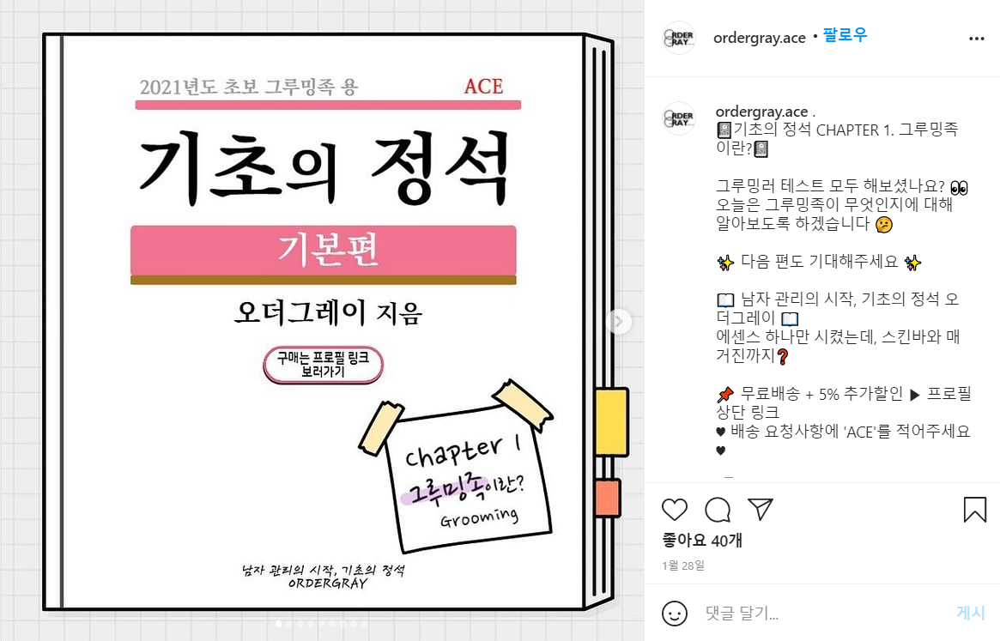 2021년도 초보 그루밍족 용 ACE
기초의 정석
기본편
오더그레이 지음
구매는 프로필 링크
보러가기
chapter 1
그루밍족이란?
Grooming
남자 관리의 시작, 기초의 정석
ORDERGRAY
ORDER
GRAY
ordergray.ace • 팔로우
ORDER
GRAY
ordergray.ace .
📓기초의 정석 CHAPTER 1. 그루밍족
이란?📓
그루밍러 테스트 모두 해보셨나요? 👀
오늘은 그루밍족이 무엇인지에 대해
알아보도록 하겠습니다 🤔
✨ 다음 편도 기대해주세요 ✨
📖 남자 관리의 시작, 기초의 정석 오
더그레이 📖
에센스 하나만 시켰는데, 스킨바와 매
거진까지❓
📌 무료배송 + 5% 추가할인 ▶ 프로필
상단 링크
♥ 배송 요청사항에 'ACE'를 적어주세요
♥
좋아요 40개
1월 28일
댓글 달기...
게시